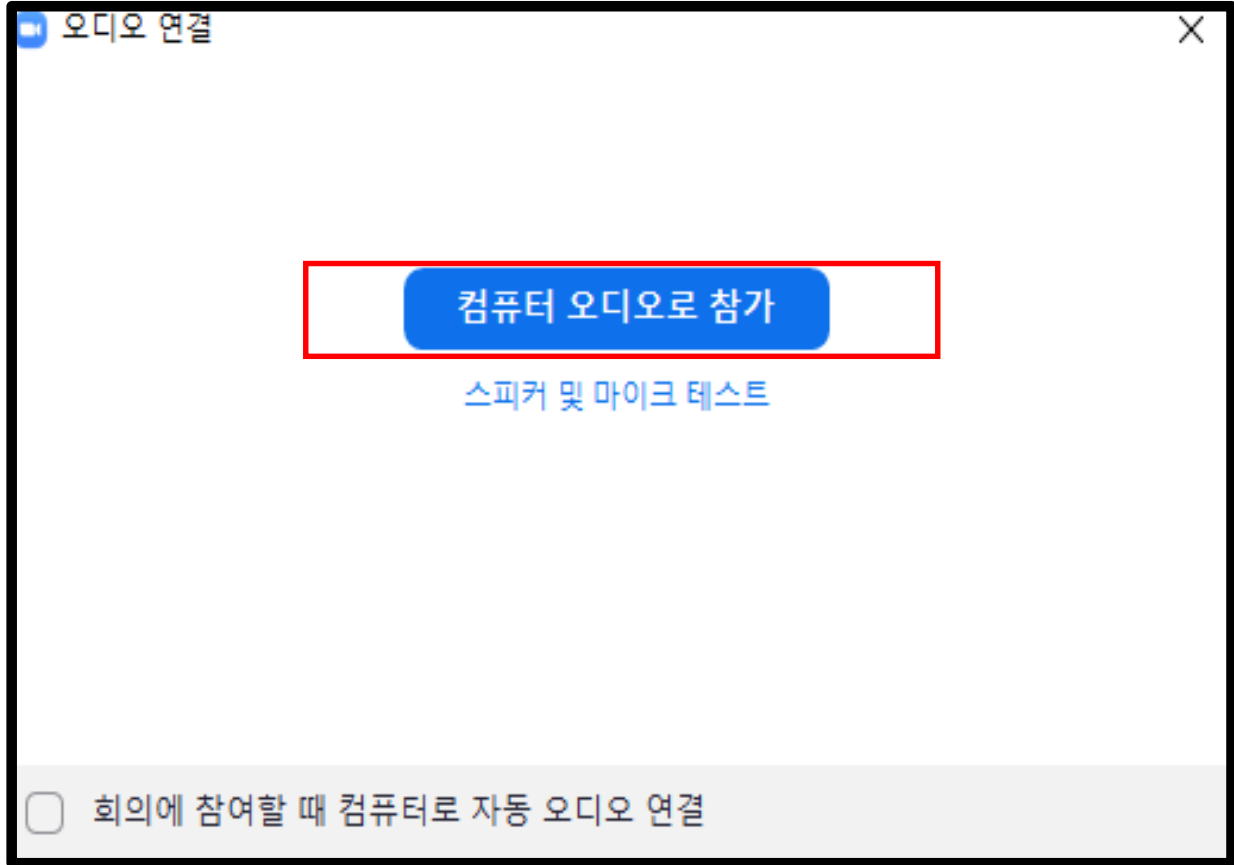 오디오 연결
컴퓨터 오디오로 참가
스피커 및 마이크 테스트
회의에 참여할 때 컴퓨터로 자동 오디오 연결